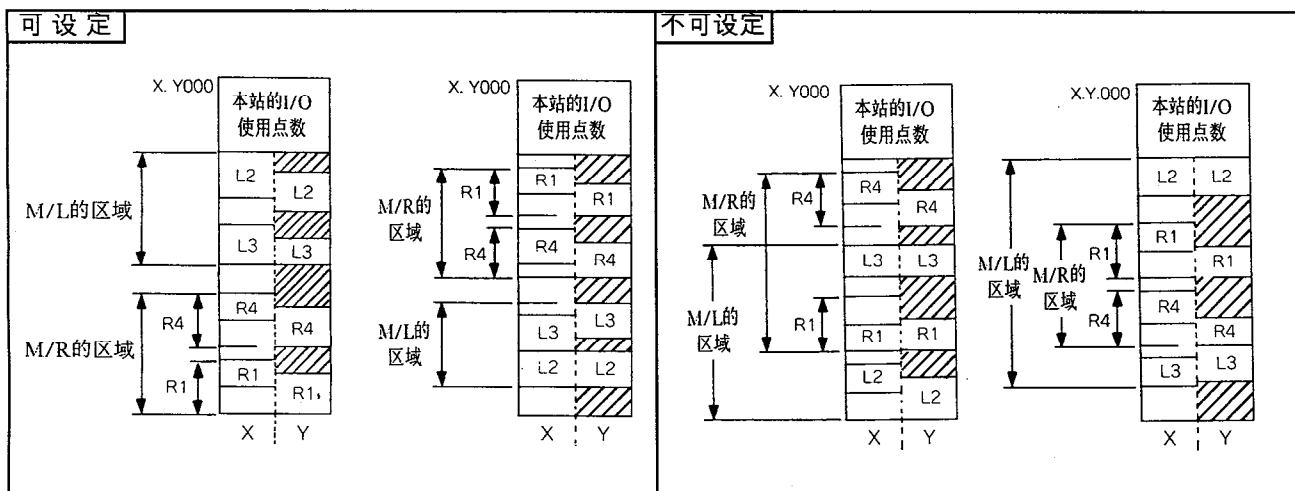 可设定
X. Y000
本站的I/O
使用点数
M/L的区域
L2
L2
L3
L3
M/R的区域
R4
R4
R4
R1
R1
R1
X
Y
X. Y000
本站的I/O
使用点数
M/R的
区域
R1
R1
R1
R4
R4
R4
M/L的
区域
L3
L3
L2
L2
X
Y
不可设定
X. Y000
本站的I/O
使用点数
M/R的
区域
R4
R4
R4
L3
L3
M/L的
区域
R1
R1
R1
L2
L2
X
Y
X.Y.000
本站的I/O
使用点数
L2
L2
M/L的
区域
M/R的
区域
R1
R1
R1
R4
R4
R4
L3
L3
X
Y